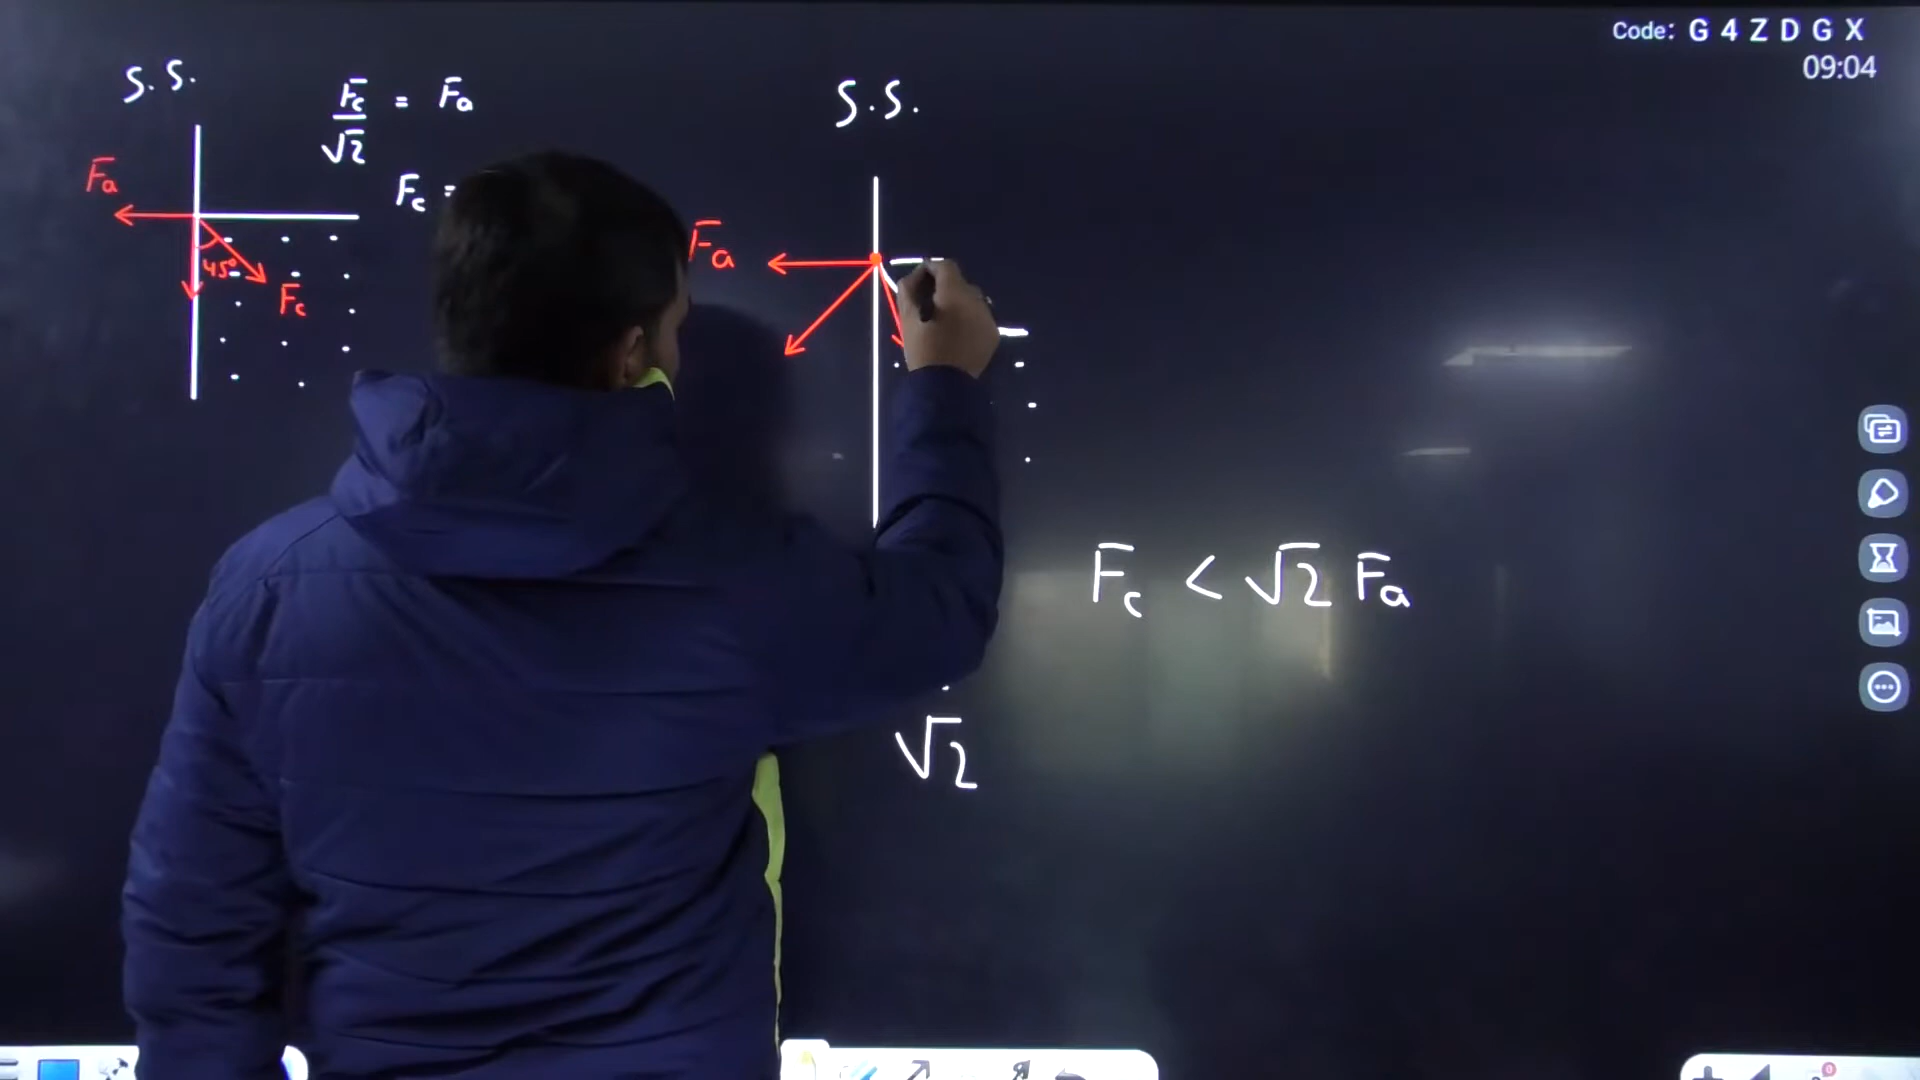 Code: G 4 Z D G X
09:04
S.S.
Fc/√2 = Fa
Fa
Fc =
45°
Fc
S.S.
Fa
Fc < √2 Fa
√2